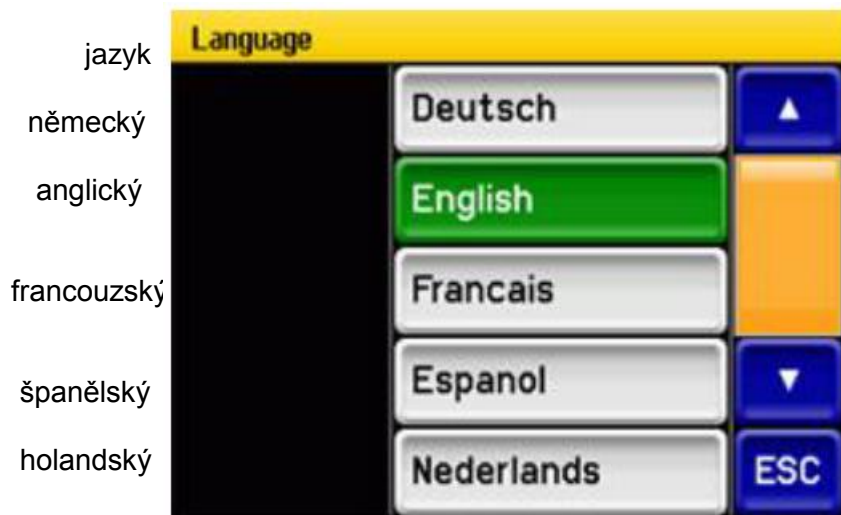 jazyk Language
německý Deutsch ▲
anglický English
francouzský Francais
španělský Espanol ▼
holandský Nederlands ESC